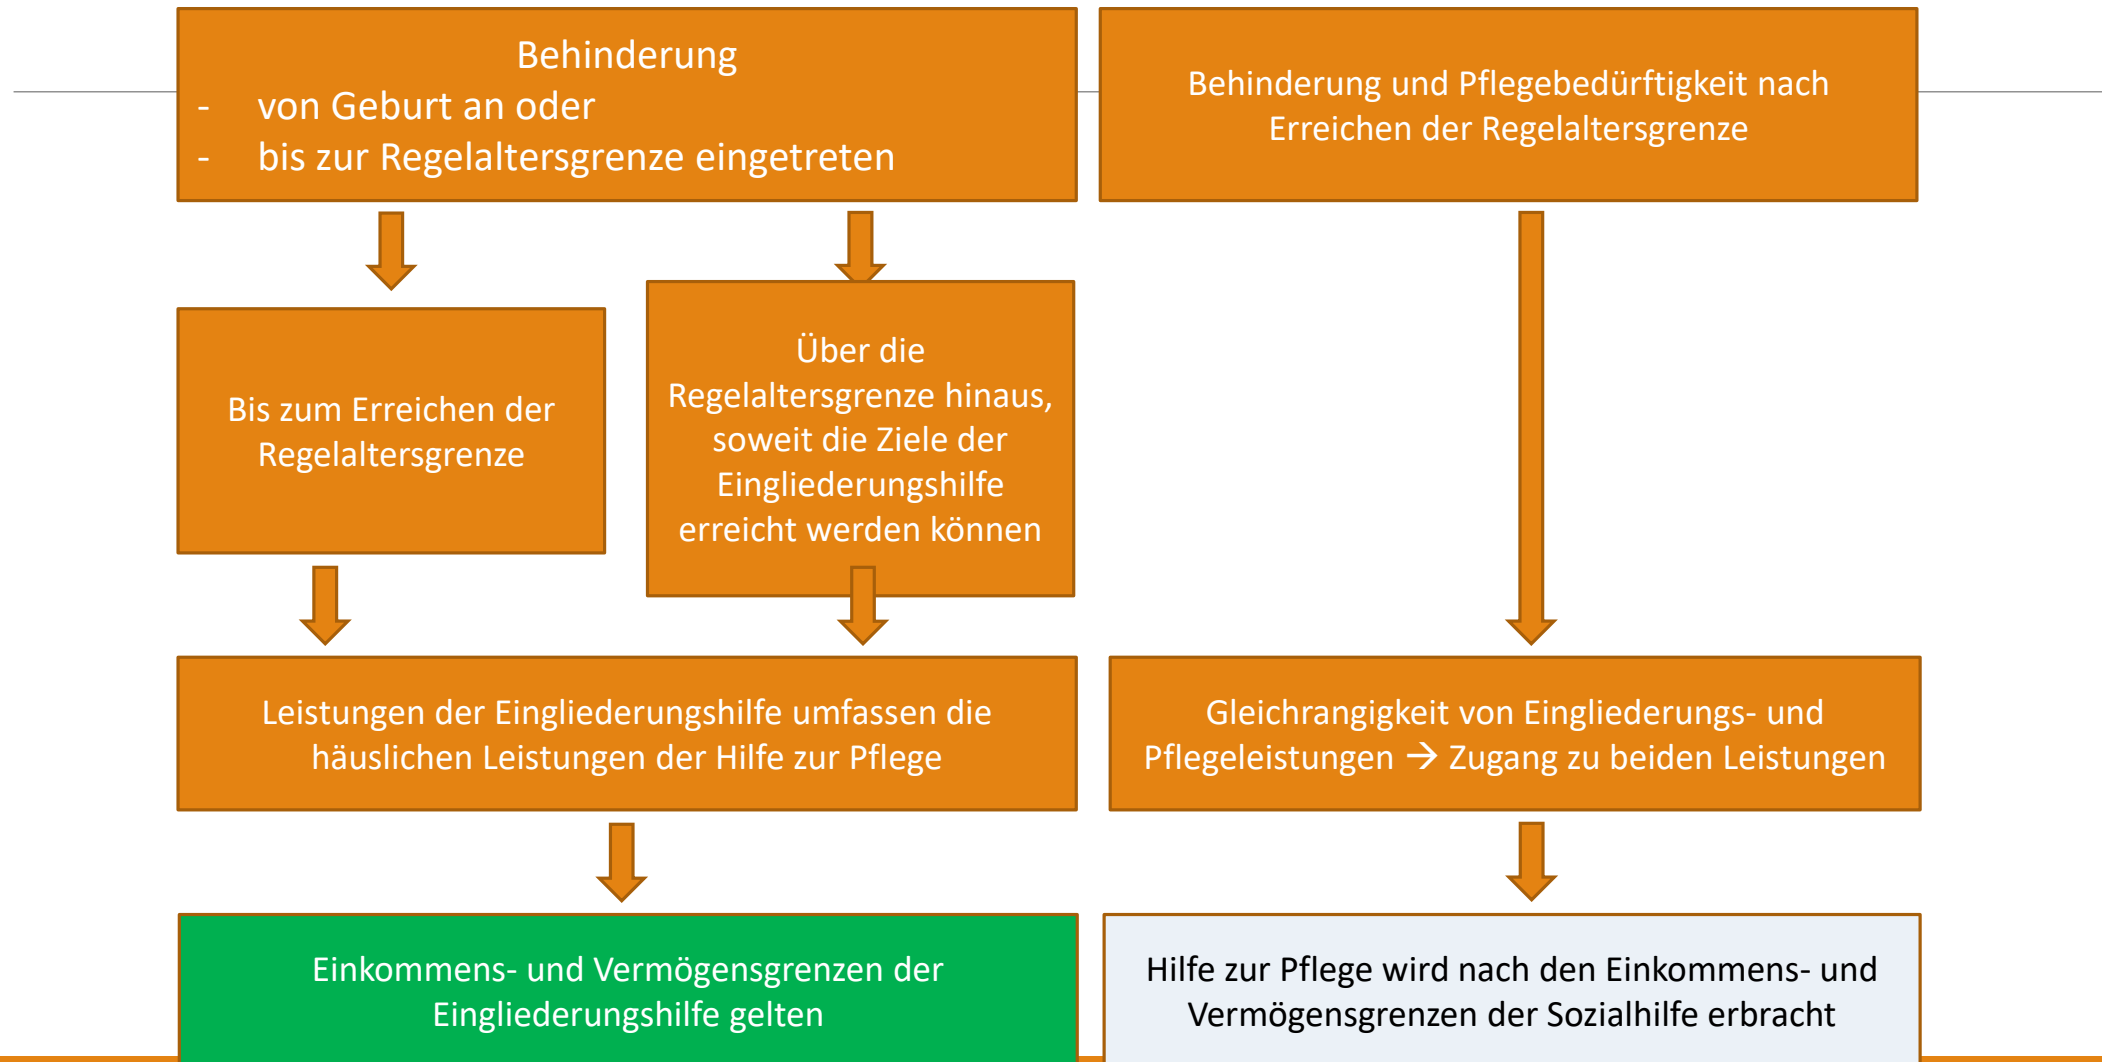 Behinderung
- von Geburt an oder
- bis zur Regelaltersgrenze eingetreten
Behinderung und Pflegebedürftigkeit nach
Erreichen der Regelaltersgrenze
Bis zum Erreichen der
Regelaltersgrenze
Über die
Regelaltersgrenze hinaus,
soweit die Ziele der
Eingliederungshilfe
erreicht werden können
Leistungen der Eingliederungshilfe umfassen die
häuslichen Leistungen der Hilfe zur Pflege
Gleichrangigkeit von Eingliederungs- und
Pflegeleistungen → Zugang zu beiden Leistungen
Einkommens- und Vermögensgrenzen der
Eingliederungshilfe gelten
Hilfe zur Pflege wird nach den Einkommens- und
Vermögensgrenzen der Sozialhilfe erbracht